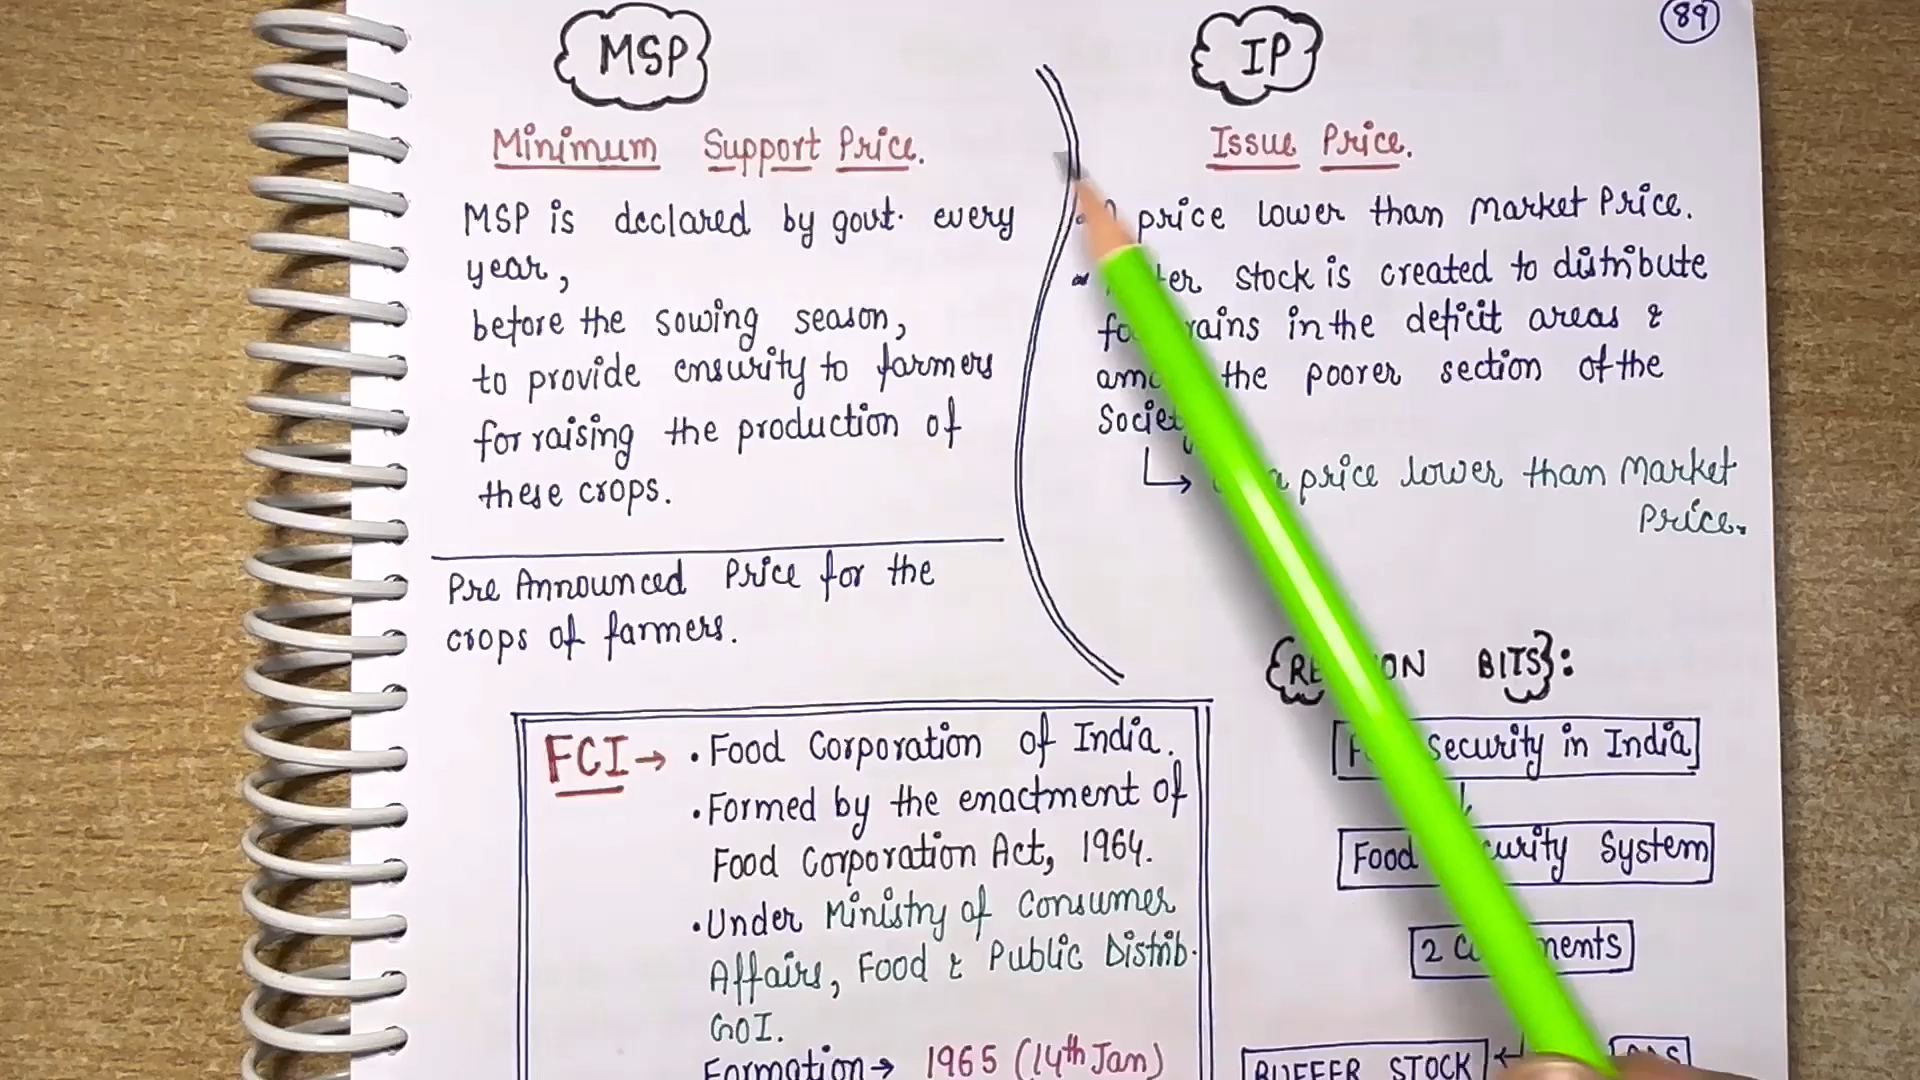 89
MSP
Minimum Support Price.
MSP is declared by govt. every
year,
before the sowing season,
to provide ensurity to farmers
for raising the production of
these crops.
Pre Announced Price for the
crops of farmers.
IP
Issue Price.
price lower than Market Price.
stock is created to distribute
in the deficit areas &
the poorer section of the
price lower than Market
Price.
FCI → • Food Corporation of India.
• Formed by the enactment of
Food Corporation Act, 1964.
• Under Ministry of Consumer
Affairs, Food & Public Distrib.
GOI.
Formation → 1965 (14th Jan)
BITS:
Security in India
Food System
2
BUFFER STOCK